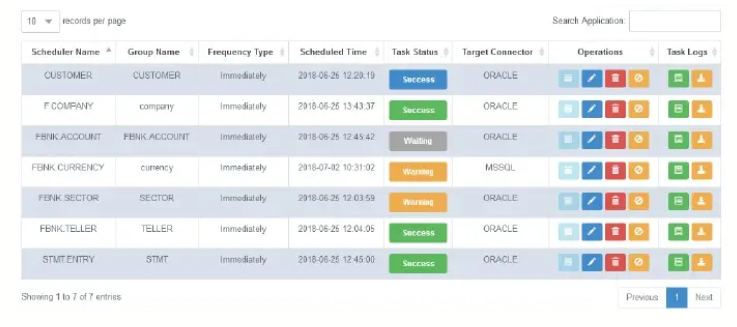 10 records per page Search Application:
Scheduler Name Group Name Frequency Type Scheduled Time Task Status Target Connector Operations Task Logs
CUSTOMER CUSTOMER Immediately 2018-06-26 12:20:19 Success ORACLE
F.COMPANY company Immediately 2018-06-25 13:43:37 Success ORACLE
FBNK.ACCOUNT FBNK.ACCOUNT Immediately 2018-06-25 12:45:42 Waiting ORACLE
FBNK.CURRENCY currency Immediately 2018-07-02 10:31:02 Warning MSSQL
FBNK.SECTOR SECTOR Immediately 2018-06-25 12:03:59 Warning ORACLE
FBNK.TELLER TELLER Immediately 2018-06-25 12:04:05 Success ORACLE
STMT.ENTRY STMT Immediately 2018-06-25 12:45:00 Success ORACLE
Showing 1 to 7 of 7 entries Previous 1 Next